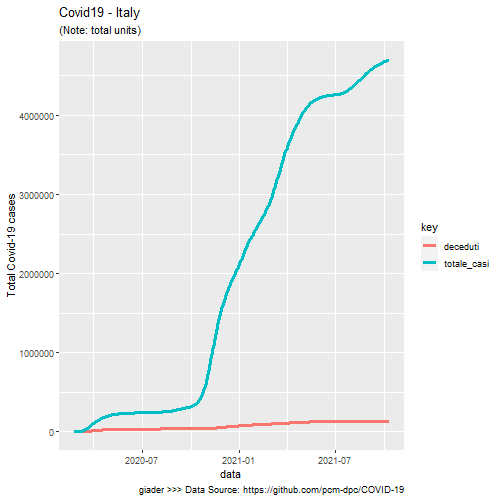 Covid19 - Italy
(Note: total units)
Total Covid-19 cases
4000000
3000000
2000000
1000000
0
2020-07
2021-01
2021-07
data
key
deceduti
totale_casi
giader >>> Data Source: https://github.com/pcm-dpc/COVID-19